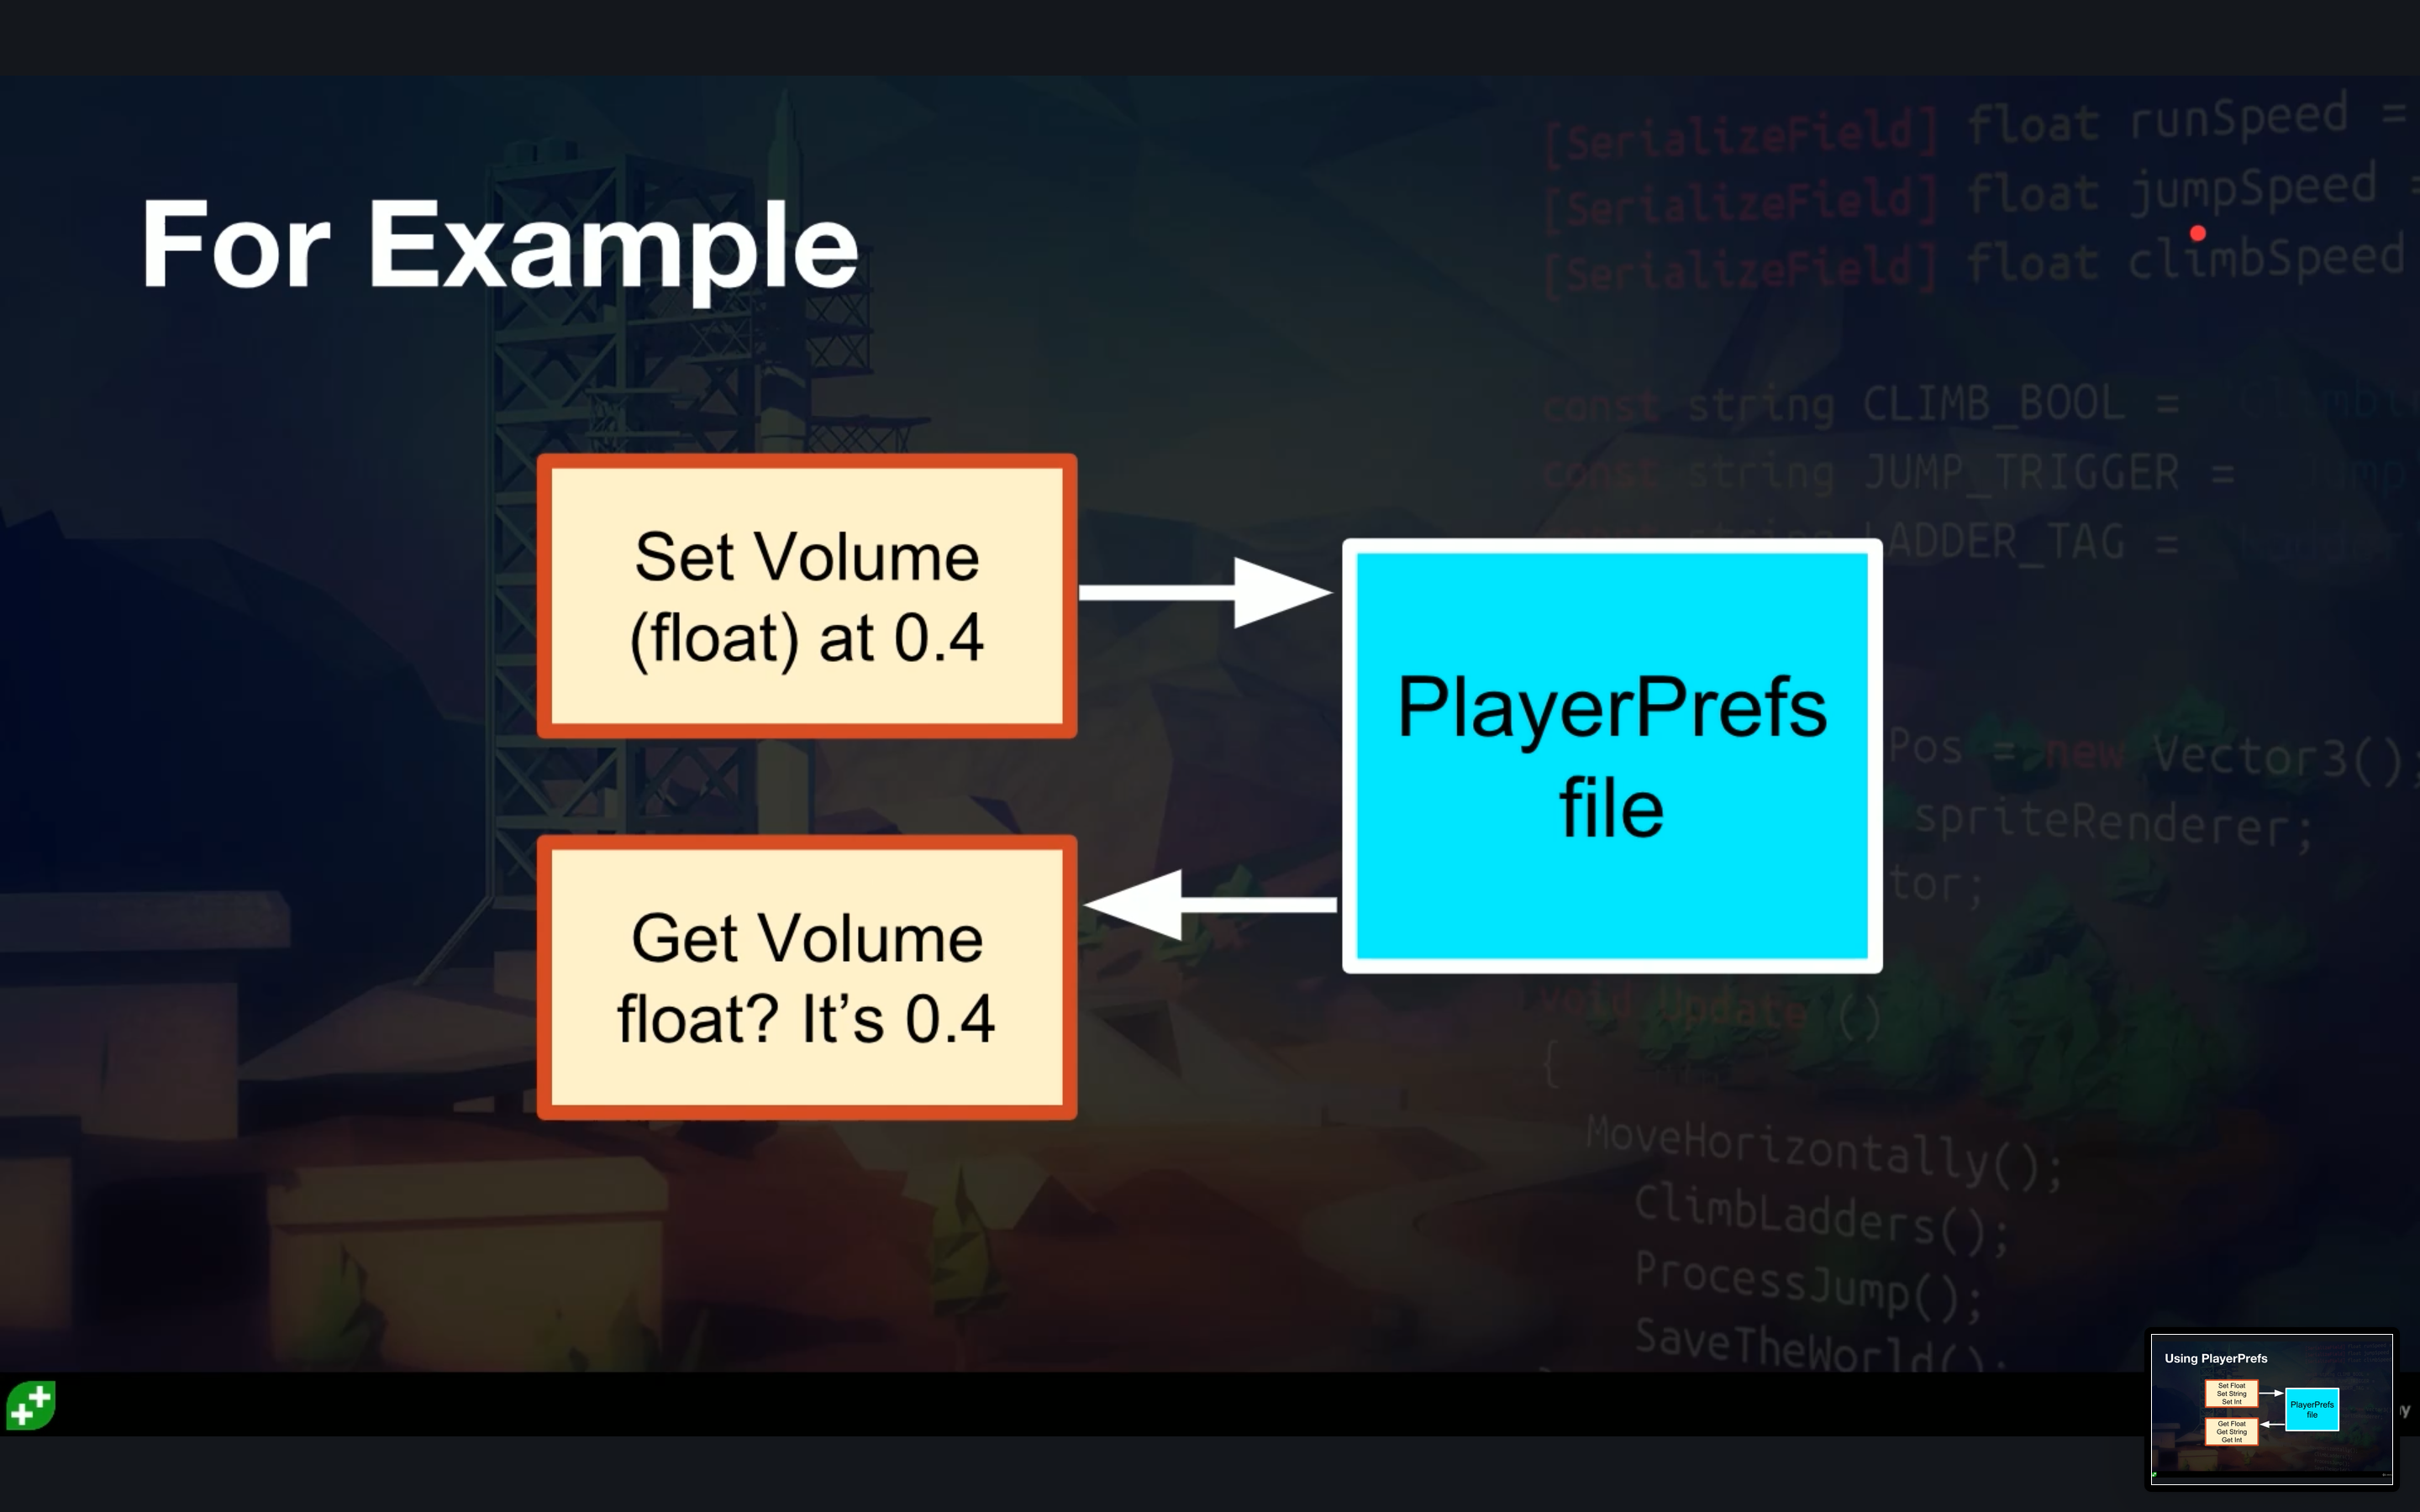 For Example
Set Volume
(float) at 0.4
Get Volume
float? It’s 0.4
PlayerPrefs
file
[SerializeField] float runSpeed =
[SerializeField] float jumpSpeed =
[SerializeField] float climbSpeed
const string CLIMB_BOOL =
const string JUMP_TRIGGER =
string LADDER_TAG =
Pos = new Vector3();
spriteRenderer;
tor;
void Update ()
{
MoveHorizontally();
ClimbLadders();
ProcessJump();
SaveTheWorld();
Using PlayerPrefs
Set Float
Set String
Set Int
Get Float
Get String
Get Int
PlayerPrefs
file